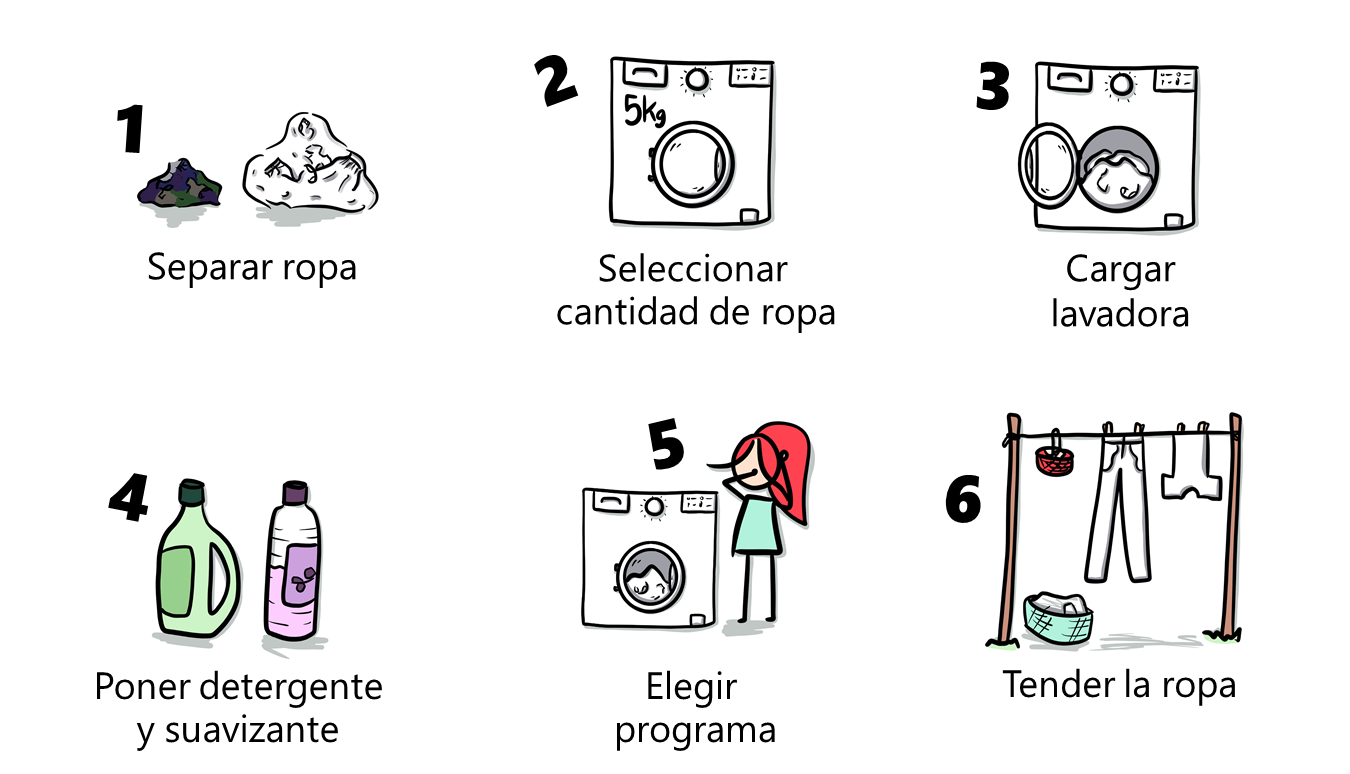 1
Separar ropa
2
5kg
Seleccionar
cantidad de ropa
3
Cargar
lavadora
4
Poner detergente
y suavizante
5
Elegir
programa
6
Tender la ropa